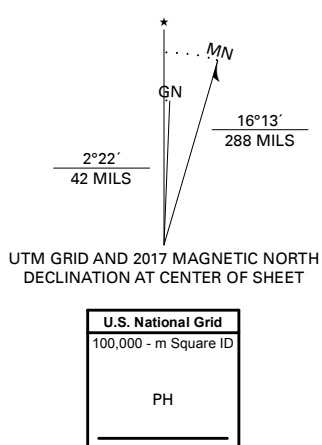 ★
MN
GN
16°13´
288 MILS
2°22´
42 MILS
UTM GRID AND 2017 MAGNETIC NORTH
DECLINATION AT CENTER OF SHEET
U.S. National Grid
100,000 - m Square ID
PH